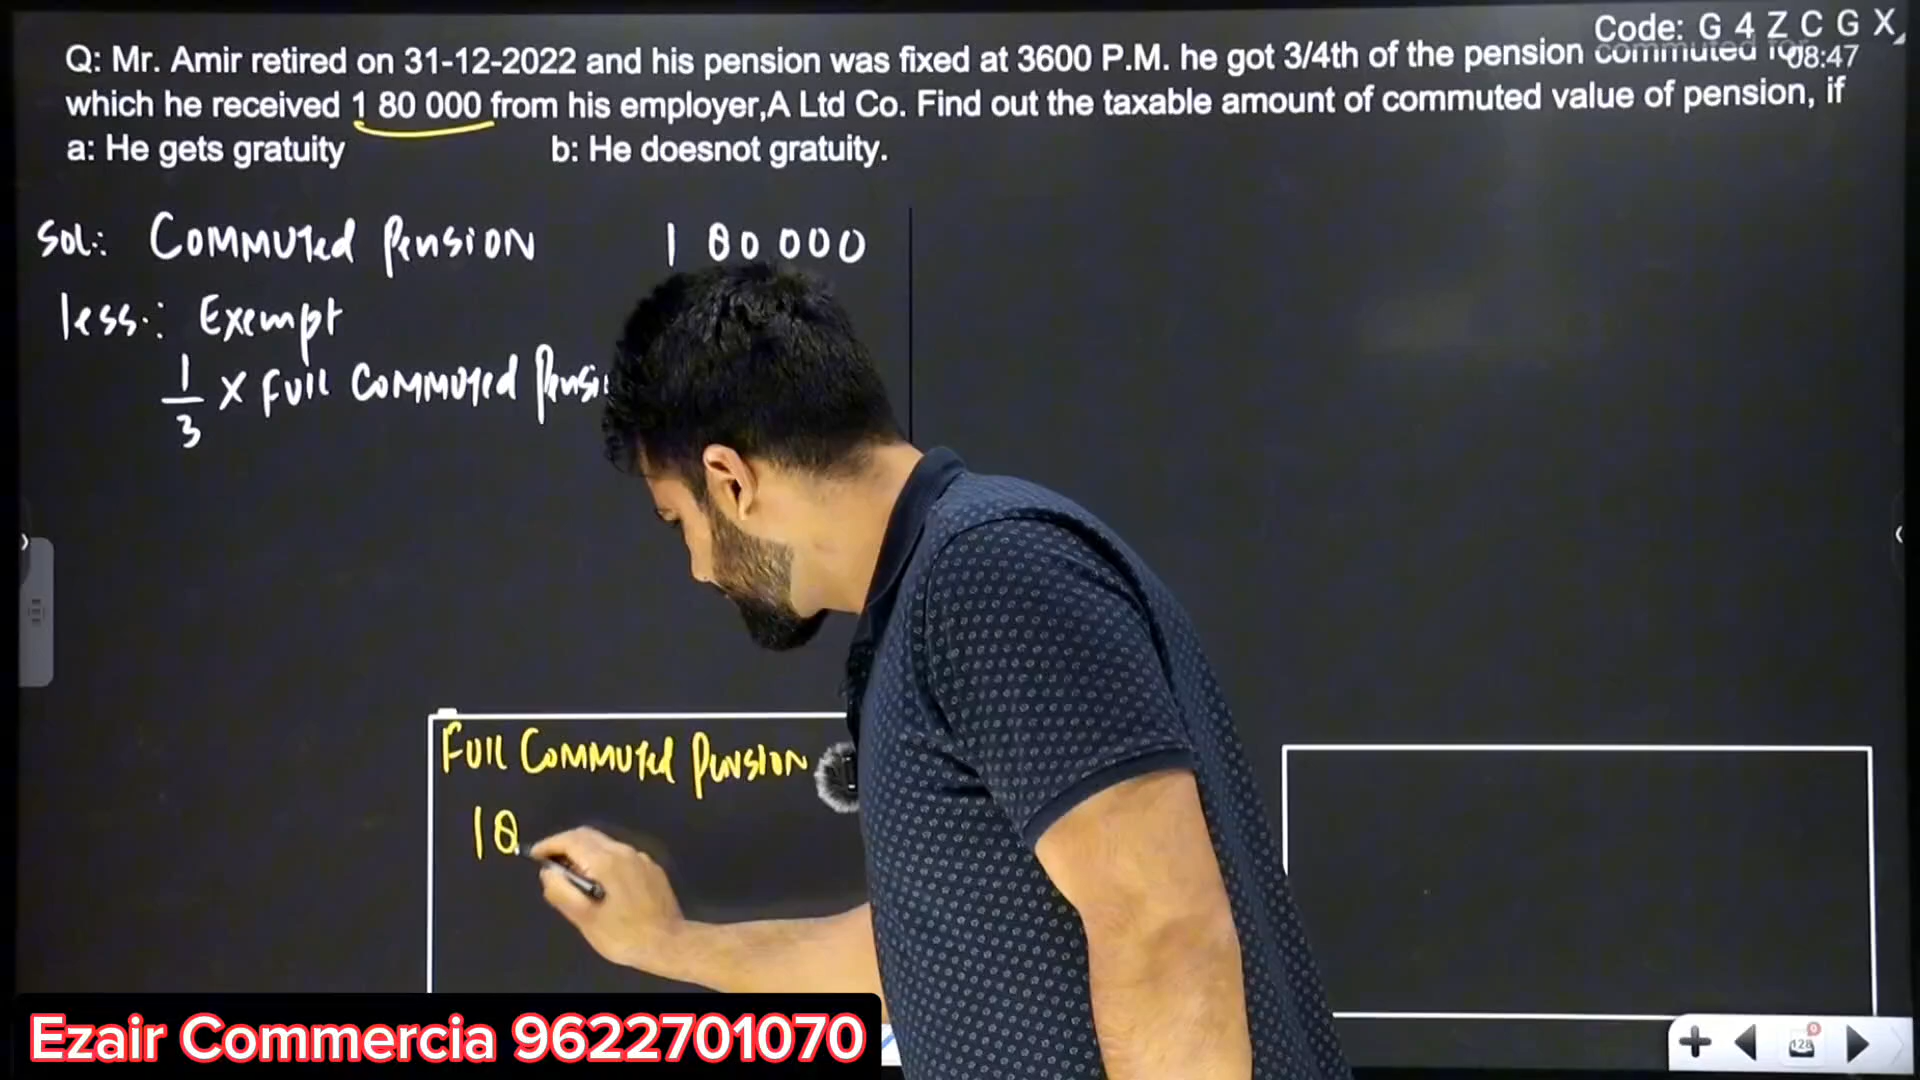 Code: G 4 Z C G X
08:47
Q: Mr. Amir retired on 31-12-2022 and his pension was fixed at 3600 P.M. he got 3/4th of the pension commuted for
which he received 1 80 000 from his employer,A Ltd Co. Find out the taxable amount of commuted value of pension, if
a: He gets gratuity b: He doesnot gratuity.
Sol: Commuted Pension 1 80 000
less: Exempt
1/3 x Full Commuted Pensi
Full Commuted Pension
18
Ezair Commercia 9622701070
128